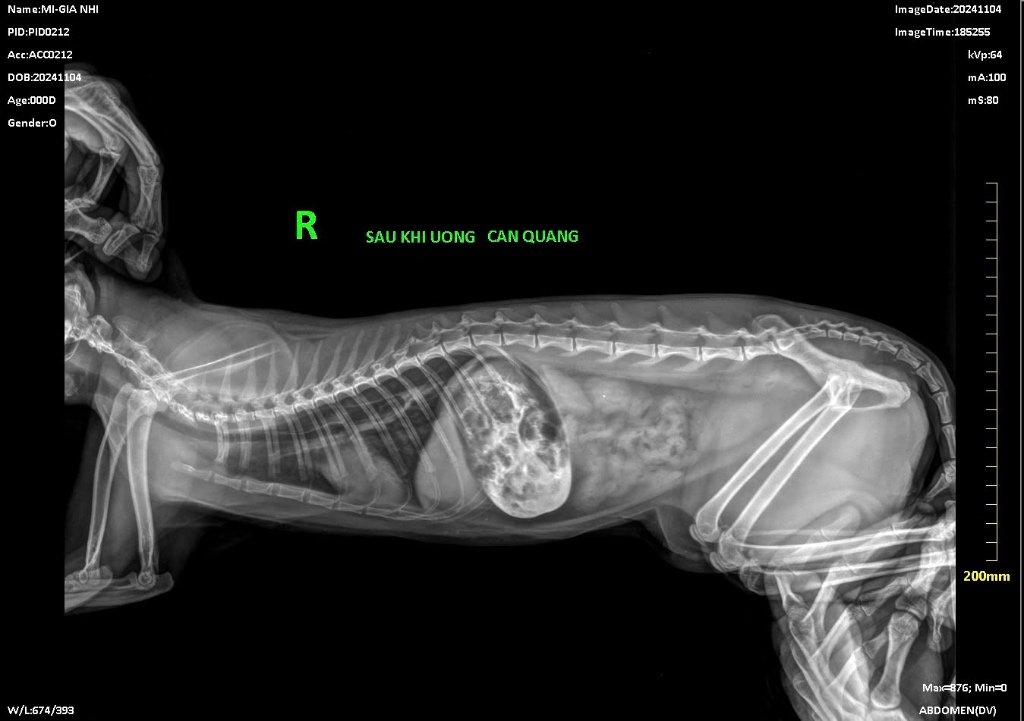 Name:MI-GIA NHI
PID:PID0212
Acc:ACC0212
DOB:20241104
Age:000D
Gender:O
ImageDate:20241104
ImageTime:185255
kVp:64
mA:100
mS:80
R
SAU KHI UONG CAN QUANG
200mm
Max=876; Min=0
W/L:674/393
ABDOMEN(DV)